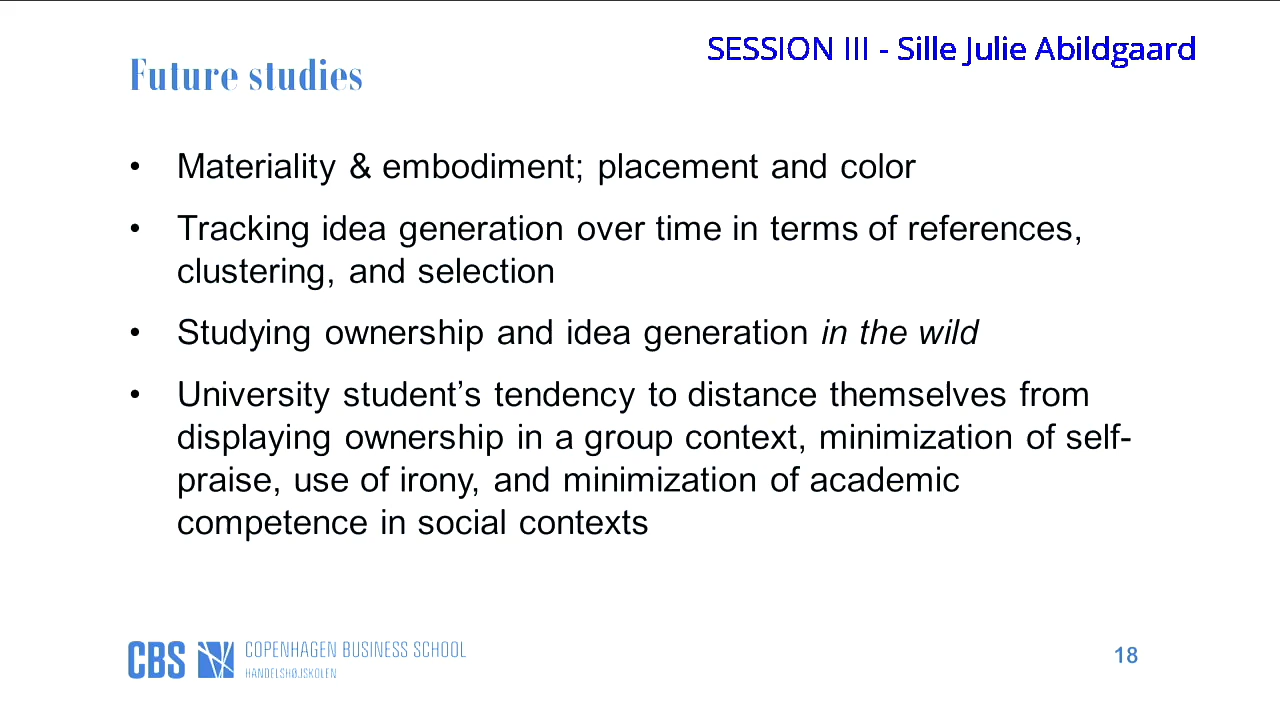 SESSION III - Sille Julie Abildgaard
Future studies
• Materiality & embodiment; placement and color
• Tracking idea generation over time in terms of references,
clustering, and selection
• Studying ownership and idea generation in the wild
• University student’s tendency to distance themselves from
displaying ownership in a group context, minimization of self-
praise, use of irony, and minimization of academic
competence in social contexts
CBS COPENHAGEN BUSINESS SCHOOL
HANDELSHØJSKOLEN
18